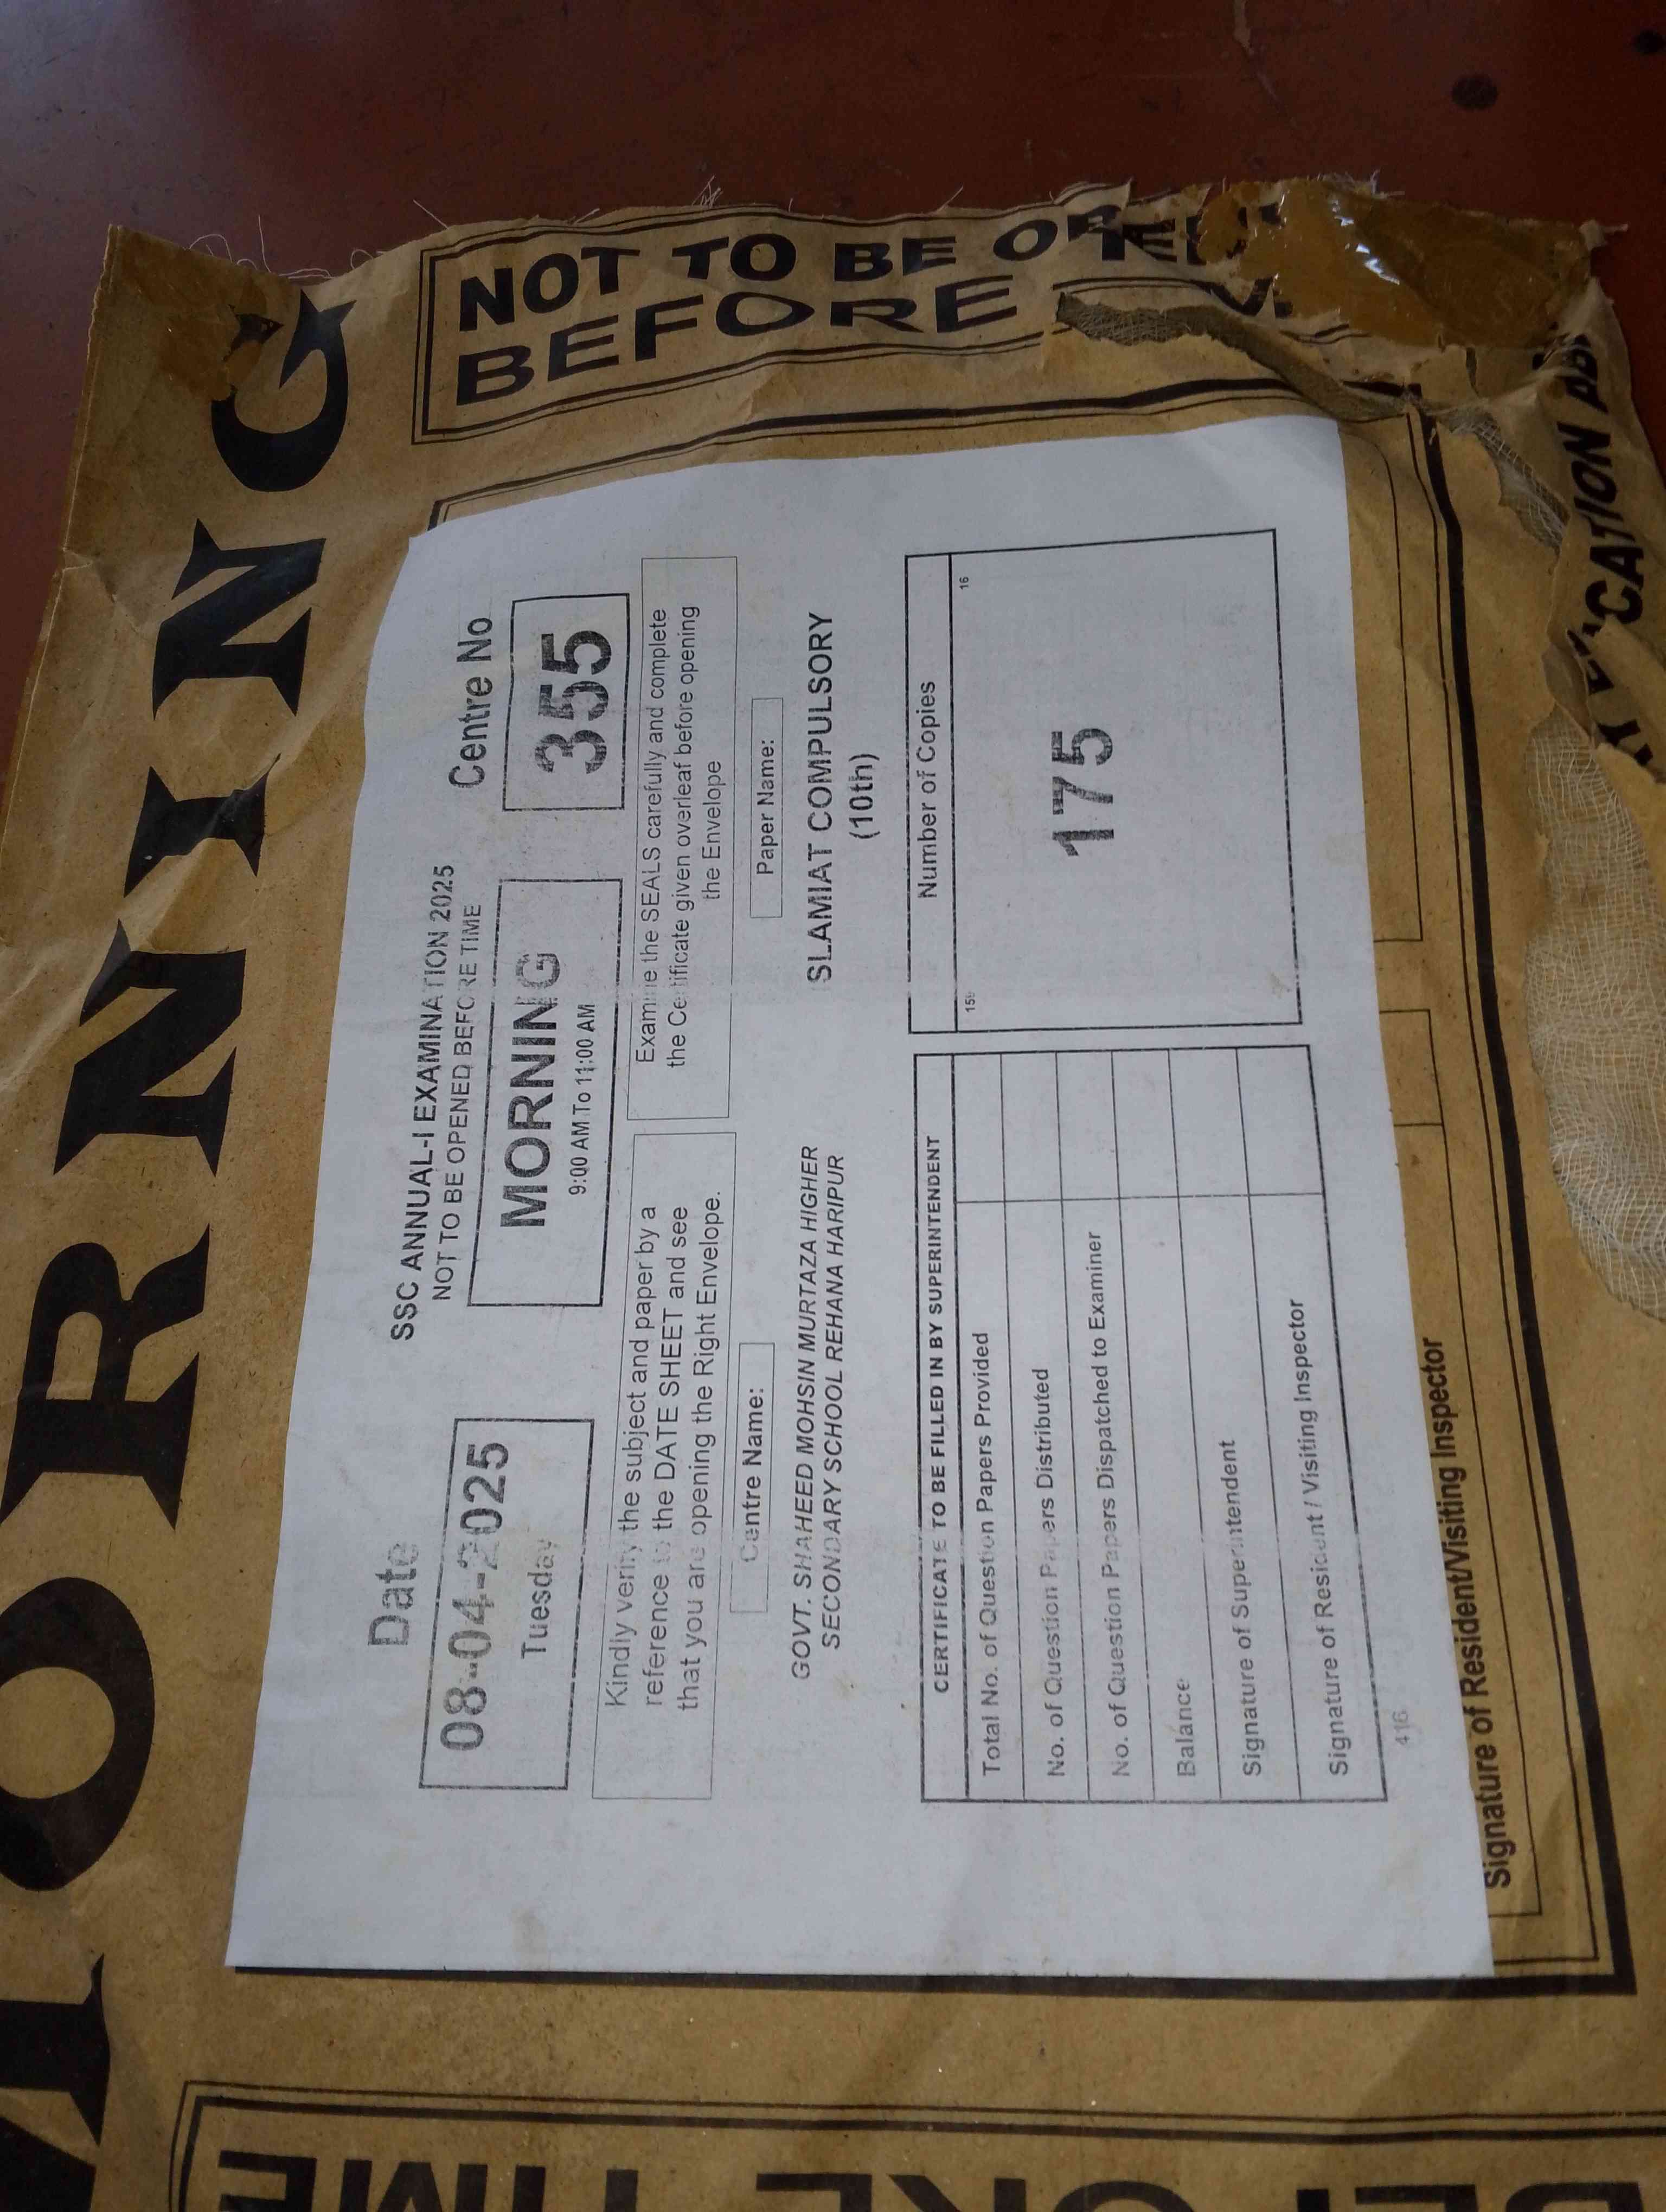 MORNING
NOT TO BE
BEFORE
SSC ANNUAL-I EXAMINATION 2025
NOT TO BE OPENED BEFORE TIME
Date
08-04-2025
Tuesday
MORNING
9:00 AM To 11:00 AM
Centre No
355
Kindly verify the subject and paper by a
reference to the DATE SHEET and see
that you are opening the Right Envelope.
Examine the SEALS carefully and complete
the Certificate given overleaf before opening
the Envelope
Centre Name:
GOVT. SHAHEED MOHSIN MURTAZA HIGHER
SECONDARY SCHOOL REHANA HARIPUR
Paper Name:
ISLAMIAT COMPULSORY
(10th)
CERTIFICATE TO BE FILLED IN BY SUPERINTENDENT
Total No. of Question Papers Provided
No. of Question Papers Distributed
No. of Question Papers Dispatched to Examiner
Balance
Signature of Superintendent
Signature of Resident / Visiting Inspector
416
Number of Copies
16
175
Signature of Resident/Visiting Inspector
TIME